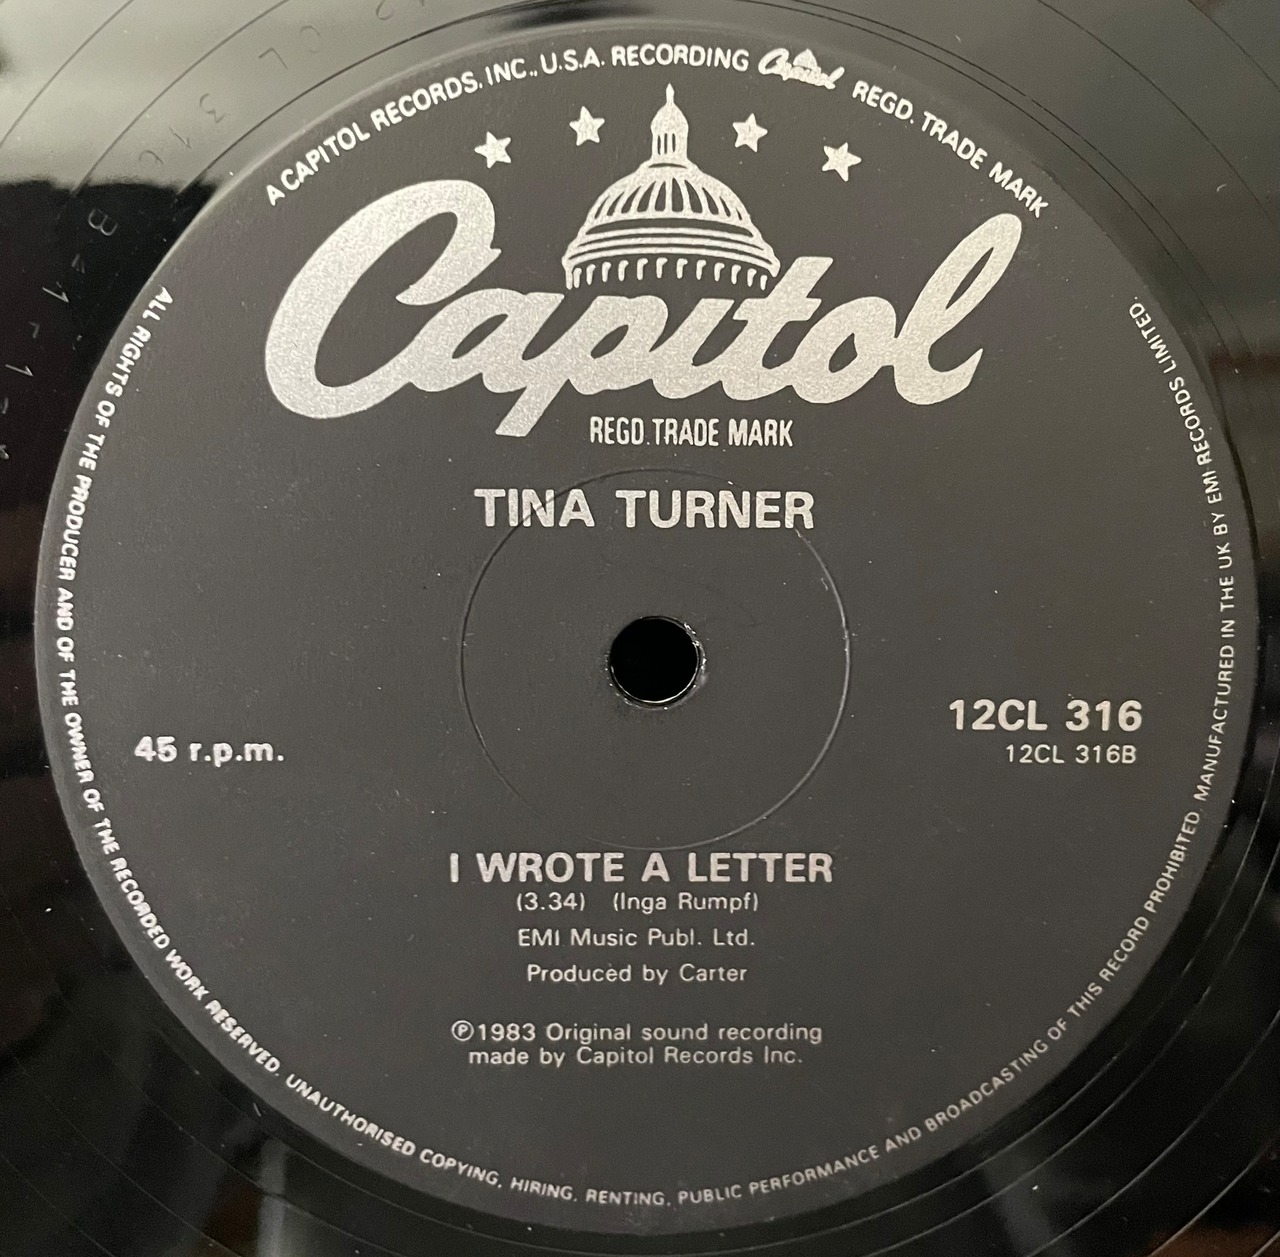 A CAPITOL RECORDS, INC., U.S.A. RECORDING Capitol REGD. TRADE MARK
Capitol
REGD. TRADE MARK
TINA TURNER
45 r.p.m.
12CL 316
12CL 316B
I WROTE A LETTER
(3.34) (Inga Rumpf)
EMI Music Publ. Ltd.
Produced by Carter
℗1983 Original sound recording
made by Capitol Records Inc.
ALL RIGHTS OF THE PRODUCER AND OF THE OWNER OF THE RECORDED WORK RESERVED. UNAUTHORISED COPYING, HIRING, RENTING, PUBLIC PERFORMANCE AND BROADCASTING OF THIS RECORD PROHIBITED. MANUFACTURED IN THE UK BY EMI RECORDS LIMITED.